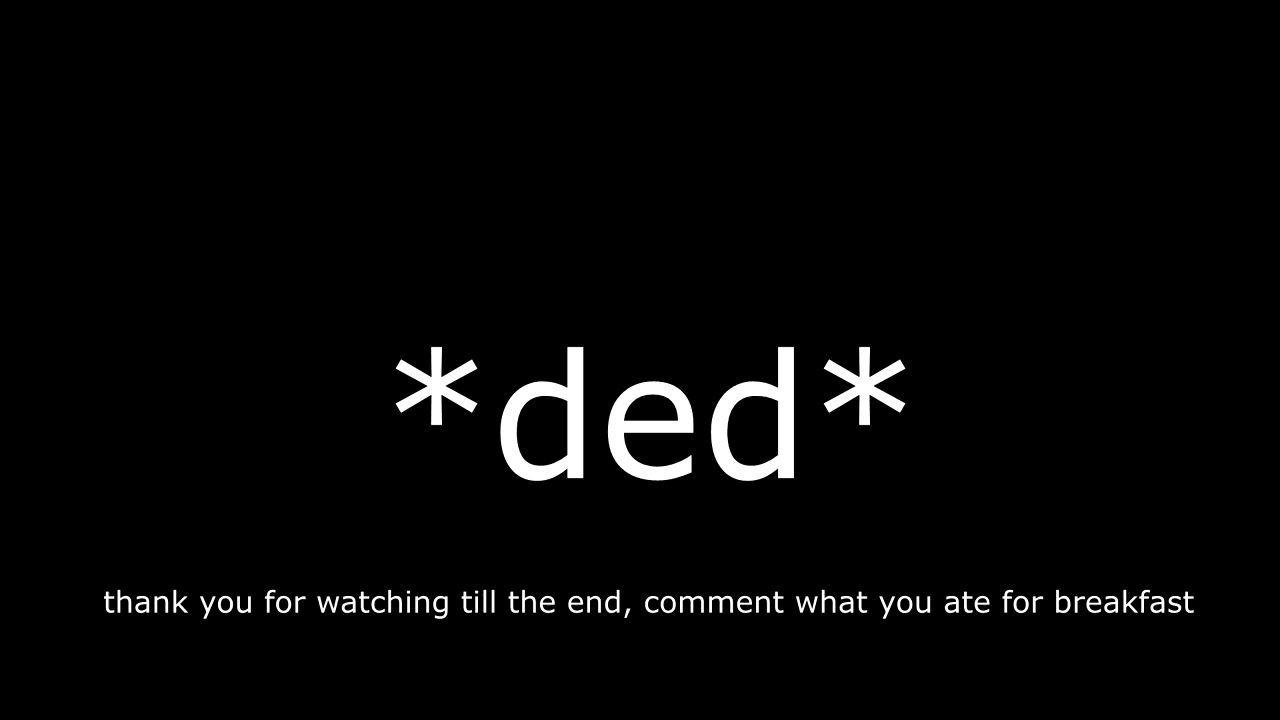 *ded*
thank you for watching till the end, comment what you ate for breakfast